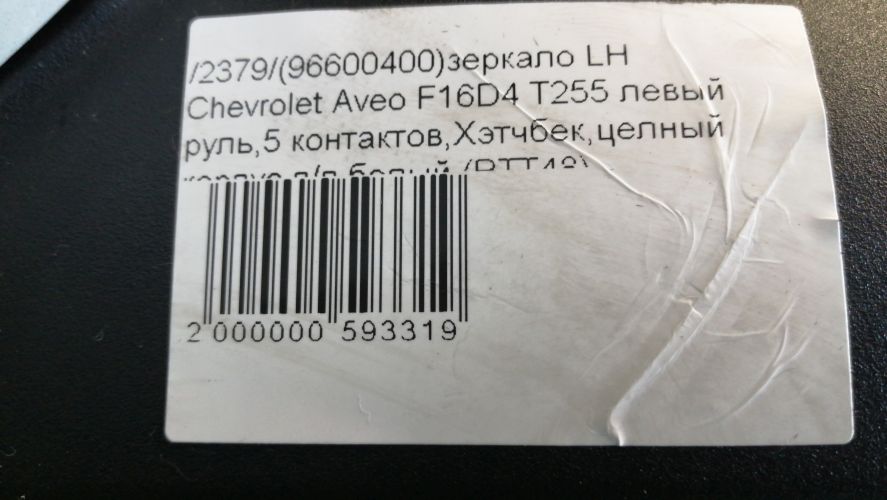 /2379/(96600400)зеркало LH
Chevrolet Aveo F16D4 T255 левый
руль,5 контактов,Хэтчбек,целный
2 000000 593319